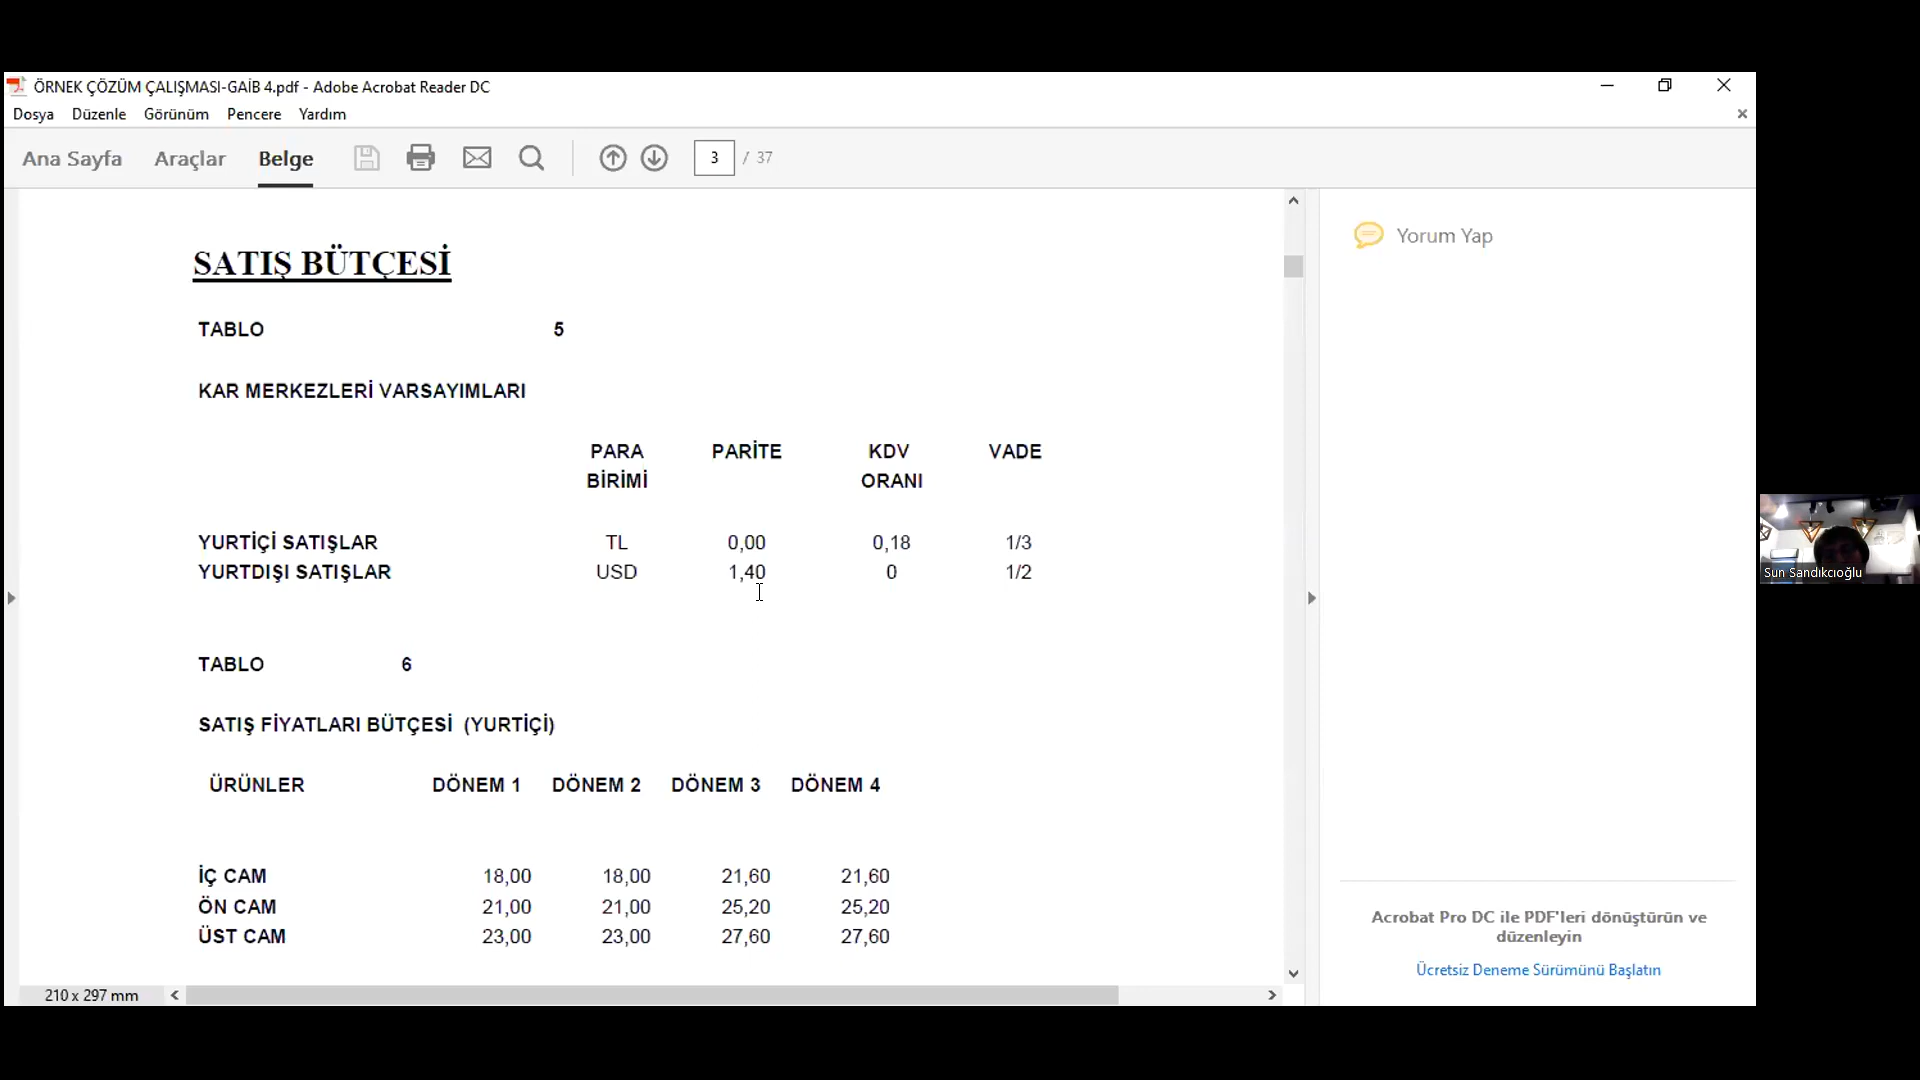 ÖRNEK ÇÖZÜM ÇALIŞMASI-GAİB 4.pdf - Adobe Acrobat Reader DC
Dosya Düzenle Görünüm Pencere Yardım
Ana Sayfa Araçlar Belge 3 / 37
SATIŞ BÜTÇESİ
Yorum Yap
TABLO 5
KAR MERKEZLERİ VARSAYIMLARI
PARA PARİTE KDV VADE
BİRİMİ ORANI
YURTİÇİ SATIŞLAR TL 0,00 0,18 1/3
YURTDIŞI SATIŞLAR USD 1,40 0 1/2
Sun Sandıkcıoğlu
TABLO 6
SATIŞ FİYATLARI BÜTÇESİ (YURTİÇİ)
ÜRÜNLER DÖNEM 1 DÖNEM 2 DÖNEM 3 DÖNEM 4
İÇ CAM 18,00 18,00 21,60 21,60
ÖN CAM 21,00 21,00 25,20 25,20
ÜST CAM 23,00 23,00 27,60 27,60
Acrobat Pro DC ile PDF'leri dönüştürün ve
düzenleyin
Ücretsiz Deneme Sürümünü Başlatın
210 x 297 mm